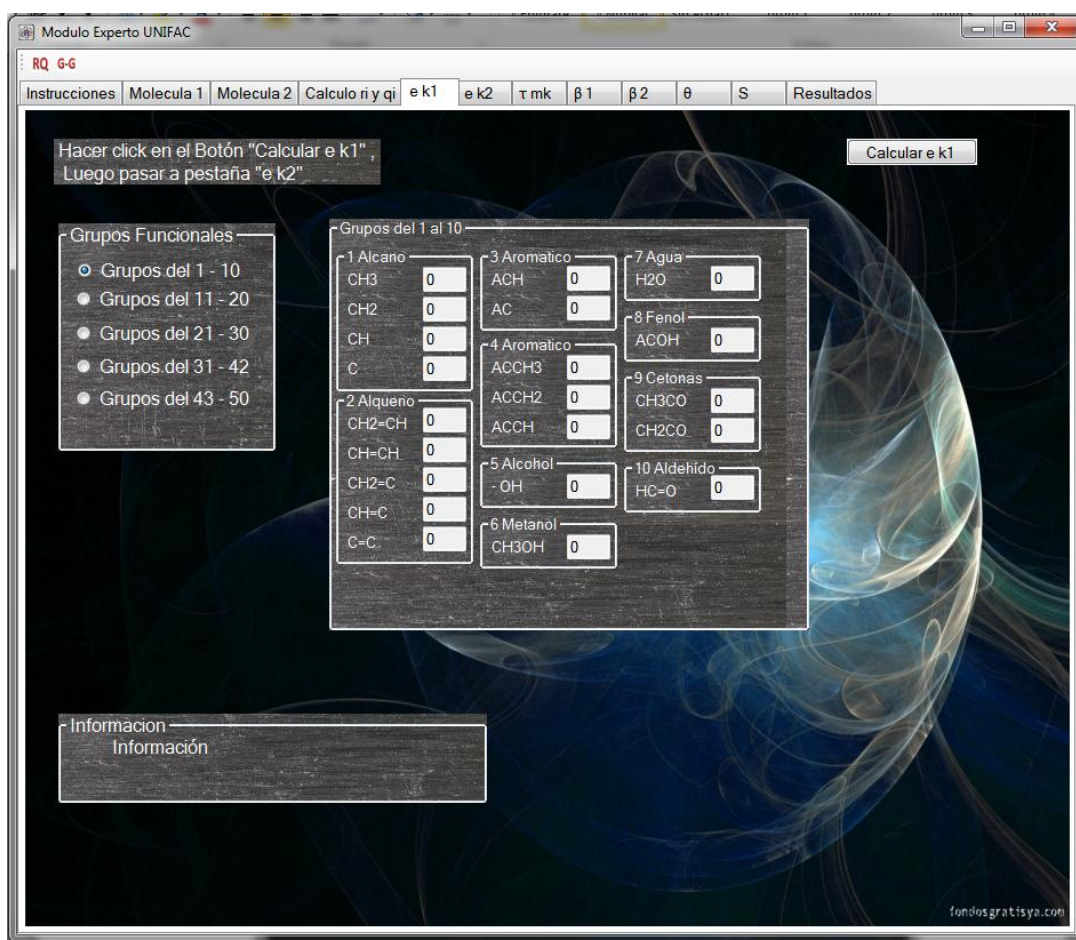 Modulo Experto UNIFAC
RQ G-G
Instrucciones Molecula 1 Molecula 2 Calculo ri y qi e k1 e k2 τ mk β 1 β 2 θ S Resultados
Hacer click en el Botón "Calcular e k1" ,
Luego pasar a pestaña "e k2"
Calcular e k1
Grupos Funcionales
Grupos del 1 - 10
Grupos del 11 - 20
Grupos del 21 - 30
Grupos del 31 - 42
Grupos del 43 - 50
Grupos del 1 al 10
1 Alcano
CH3 0
CH2 0
CH 0
C 0
2 Alqueno
CH2=CH 0
CH=CH 0
CH2=C 0
CH=C 0
C=C 0
3 Aromatico
ACH 0
AC 0
4 Aromatico
ACCH3 0
ACCH2 0
ACCH 0
5 Alcohol
- OH 0
6 Metanol
CH3OH 0
7 Agua
H2O 0
8 Fenol
ACOH 0
9 Cetonas
CH3CO 0
CH2CO 0
10 Aldehído
HC=O 0
Informacion
Información
fondosgratisya.com